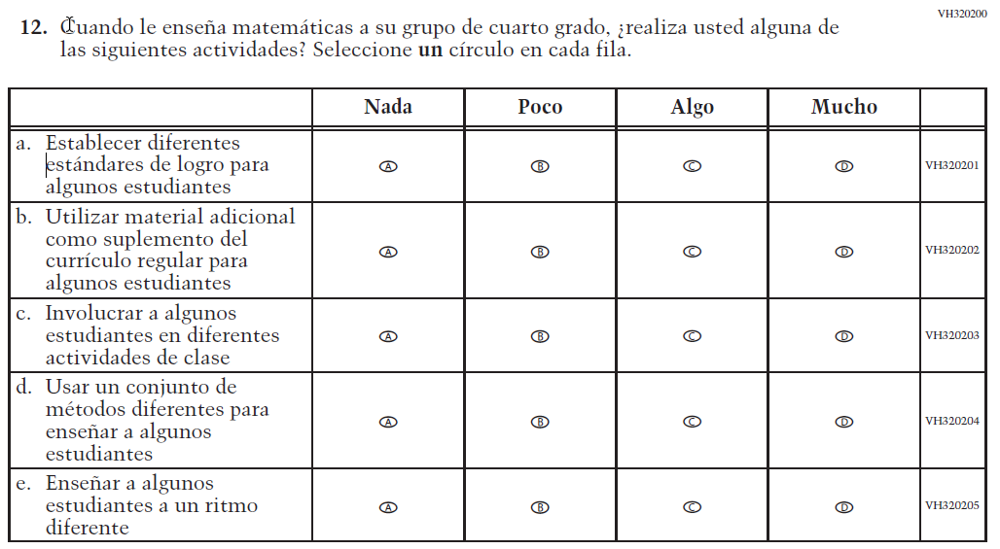 VH320200
12. Cuando le enseña matemáticas a su grupo de cuarto grado, ¿realiza usted alguna de
las siguientes actividades? Seleccione un círculo en cada fila.
Nada Poco Algo Mucho
a. Establecer diferentes
estándares de logro para
algunos estudiantes
A B C D VH320201
b. Utilizar material adicional
como suplemento del
currículo regular para
algunos estudiantes
A B C D VH320202
c. Involucrar a algunos
estudiantes en diferentes
actividades de clase
A B C D VH320203
d. Usar un conjunto de
métodos diferentes para
enseñar a algunos
estudiantes
A B C D VH320204
e. Enseñar a algunos
estudiantes a un ritmo
diferente
A B C D VH320205